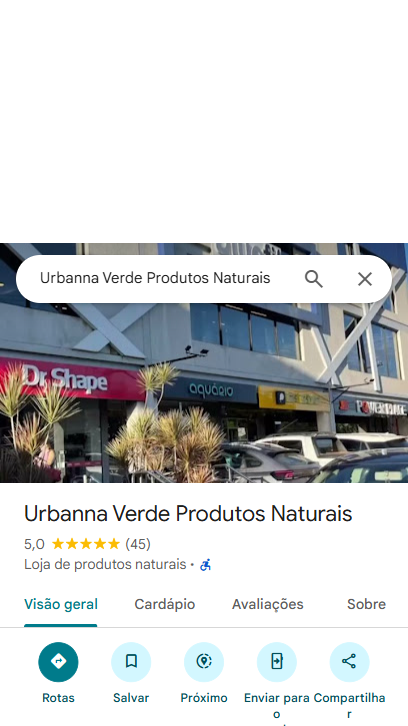 Urbanna Verde Produtos Naturais
Dr Shape
aquário
Urbanna Verde Produtos Naturais
5,0 ★★★★★ (45)
Loja de produtos naturais ·
Visão geral Cardápio Avaliações Sobre
Rotas Salvar Próximo Enviar para Compartilha
o r